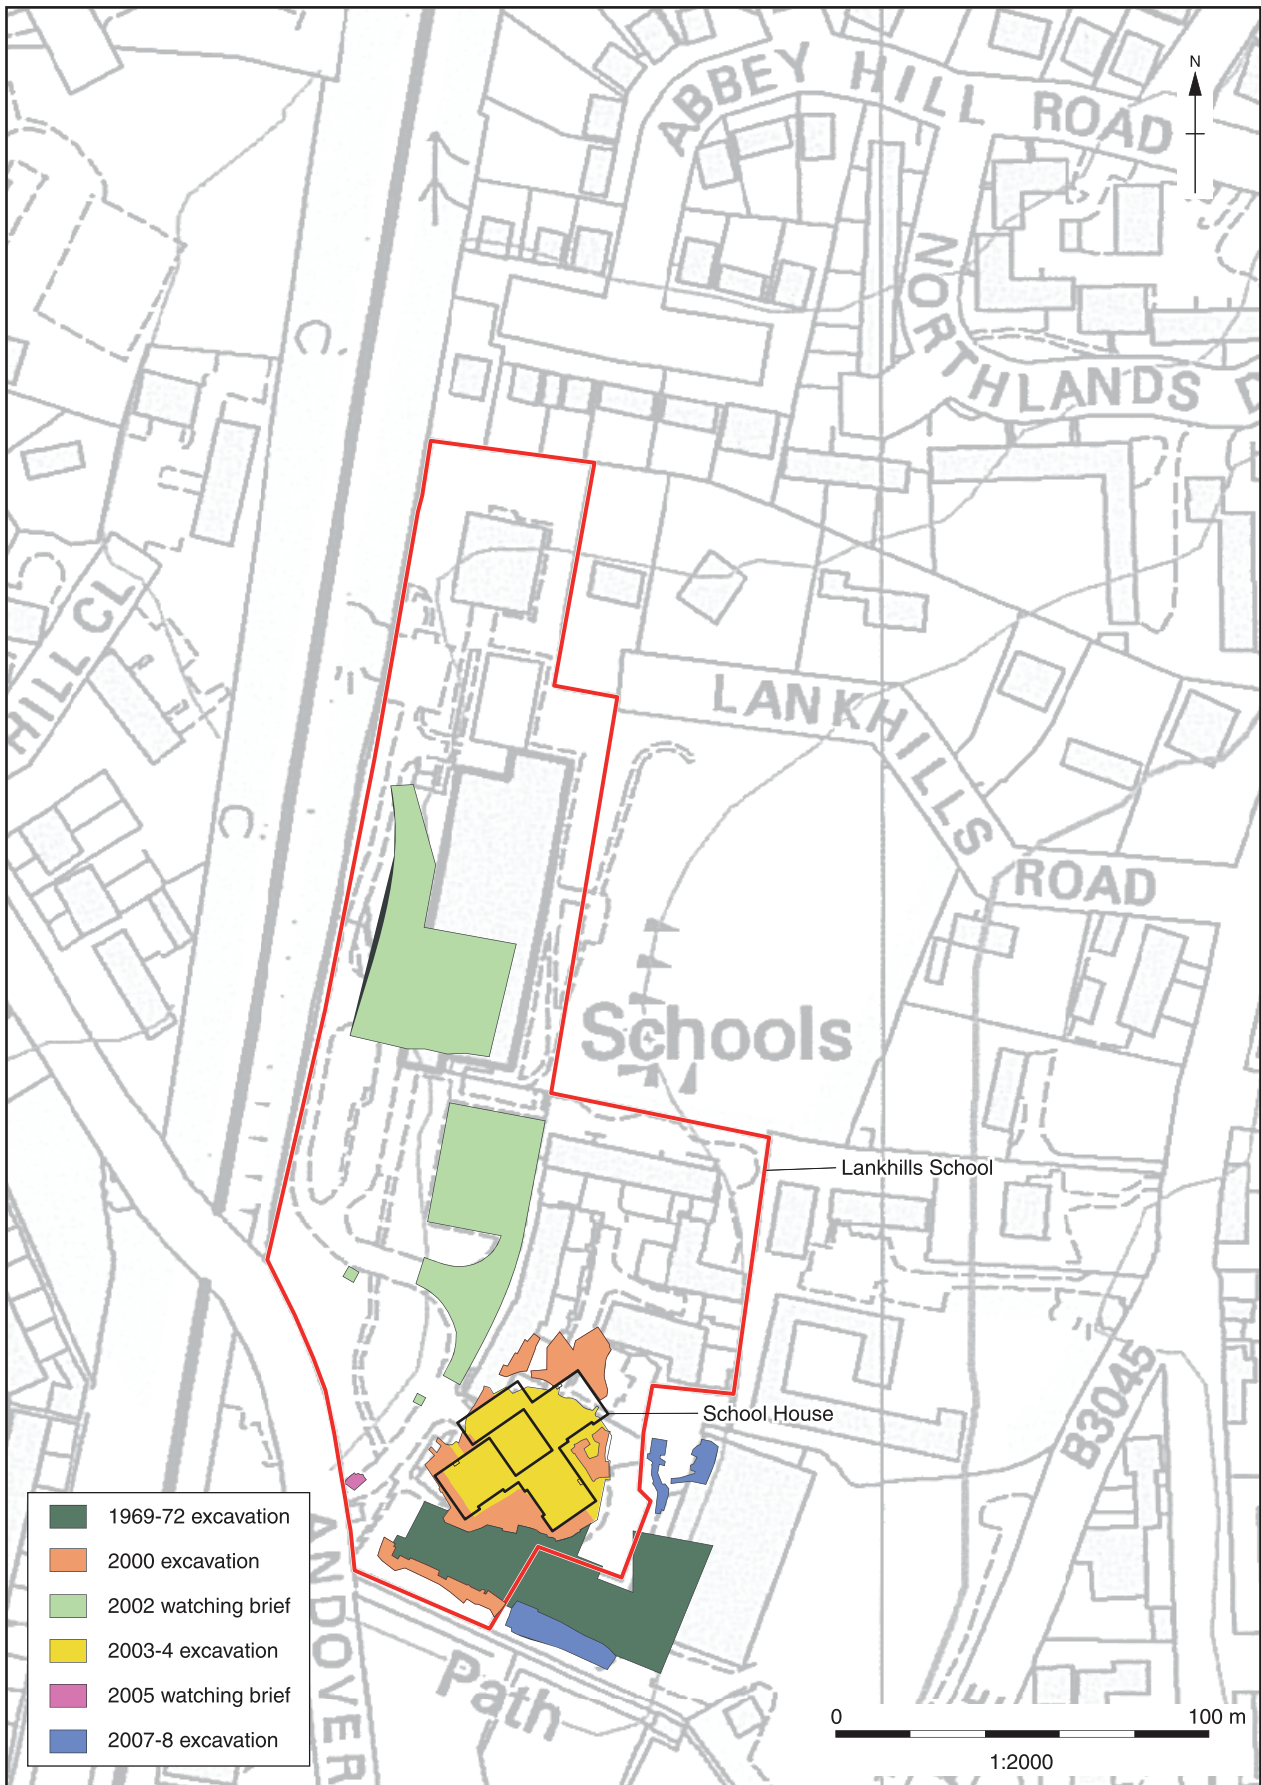 N
ABBEY HILL ROAD
NORTHLANDS D
C
HILL CL
LANKHILLS ROAD
C
Schools
Lankhills School
School House
B3045
ANDOVER
Path
1969-72 excavation
2000 excavation
2002 watching brief
2003-4 excavation
2005 watching brief
2007-8 excavation
0 100 m
1:2000